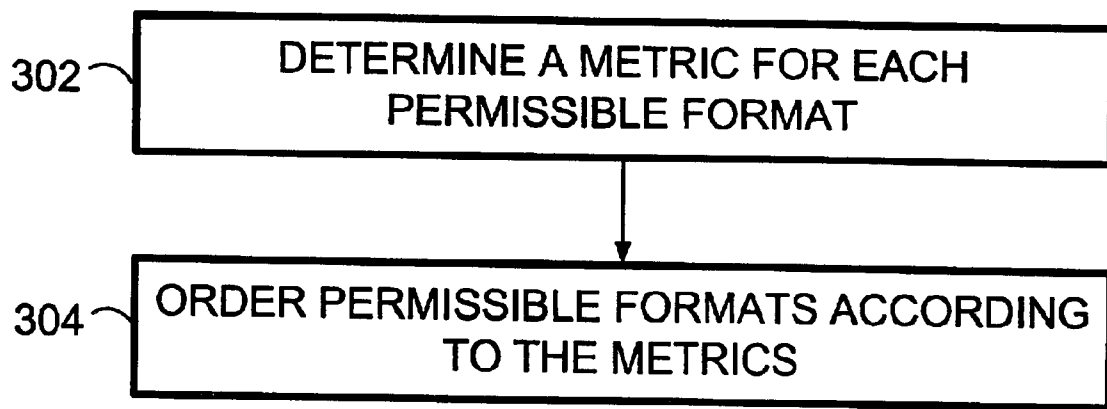 302
DETERMINE A METRIC FOR EACH
PERMISSIBLE FORMAT
304
ORDER PERMISSIBLE FORMATS ACCORDING
TO THE METRICS